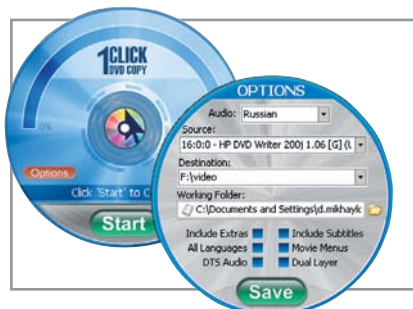 1CLICK
DVD COPY
0%
Options
Click 'Start' to C
Start
OPTIONS
Audio: Russian
Source:
16:0:0 - HP DVD Writer 200j 1.06 [G] (U
Destination:
F:\video
Working Folder:
C:\Documents and Settings\d.mikhayk
Include Extras Include Subtitles
All Languages Movie Menus
DTS Audio Dual Layer
Save